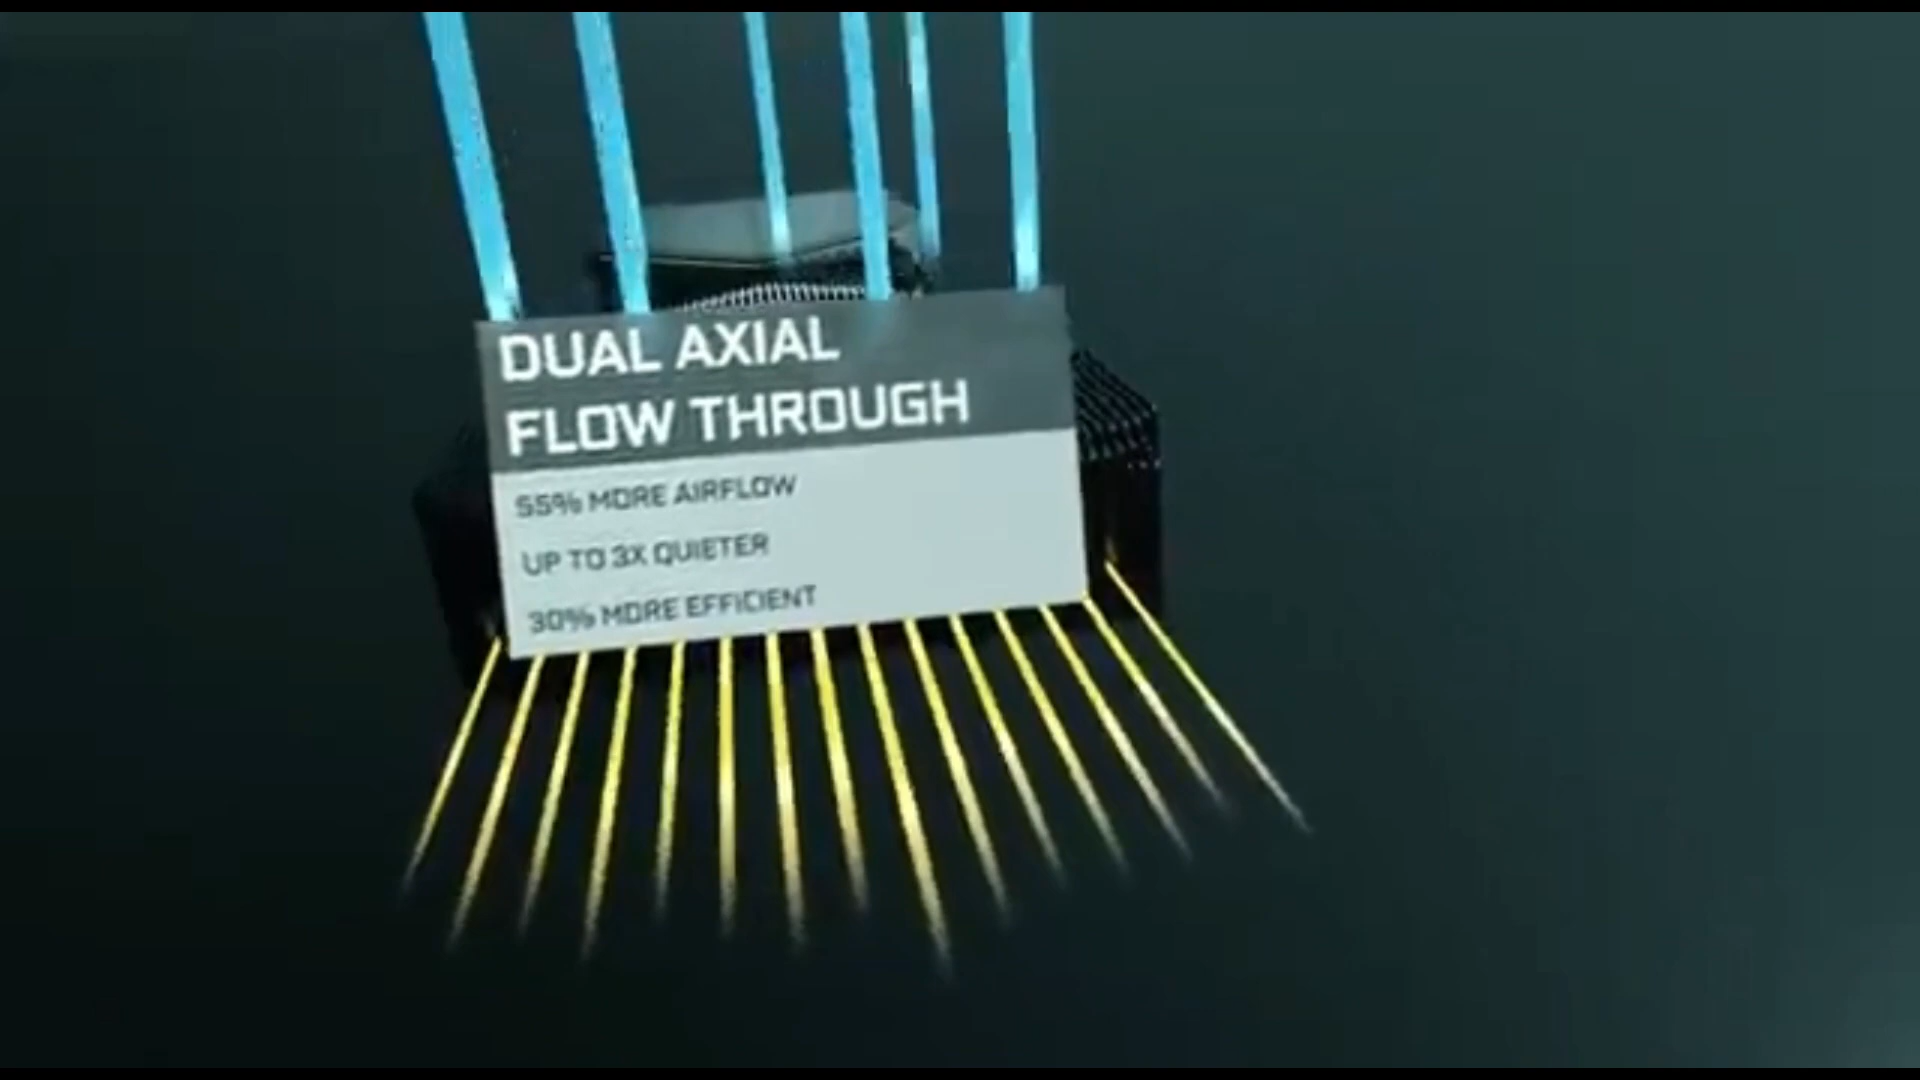 DUAL AXIAL
FLOW THROUGH
55% MORE AIRFLOW
UP TO 3X QUIETER
30% MORE EFFICIENT